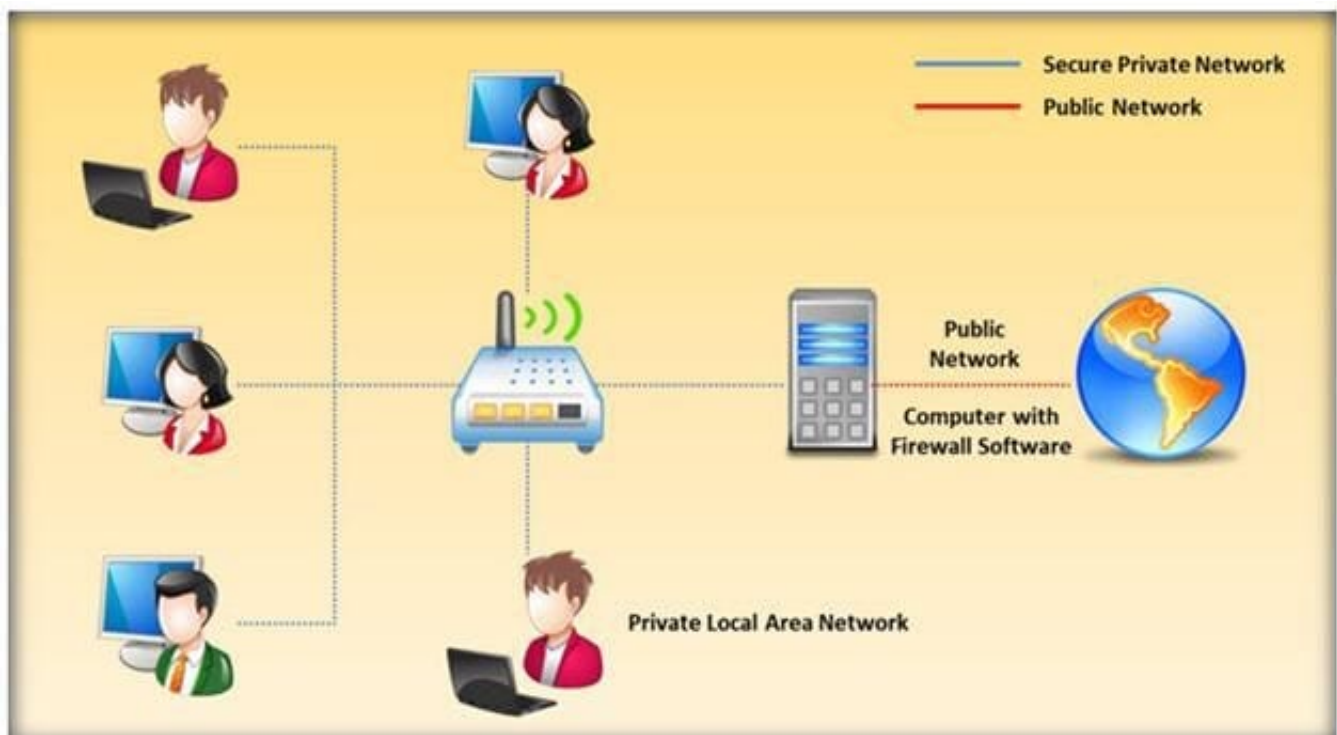 Secure Private Network
Public Network
Public
Network
Computer with
Firewall Software
Private Local Area Network